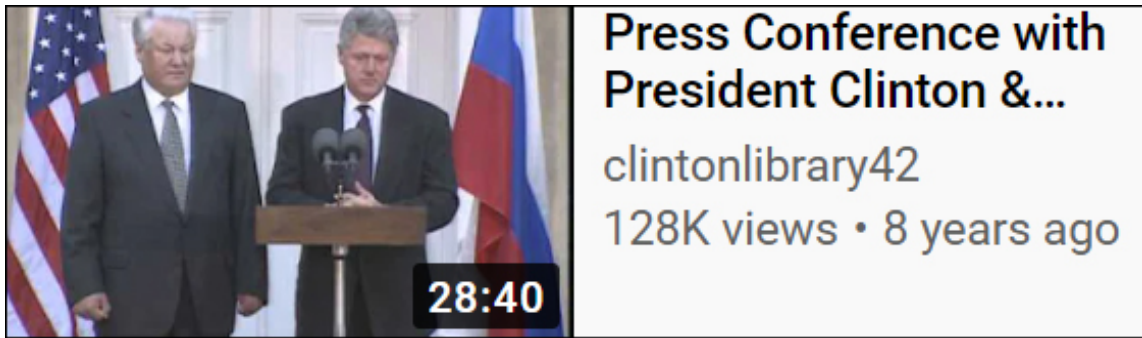 28:40
Press Conference with
President Clinton &...
clintonlibrary42
128K views • 8 years ago